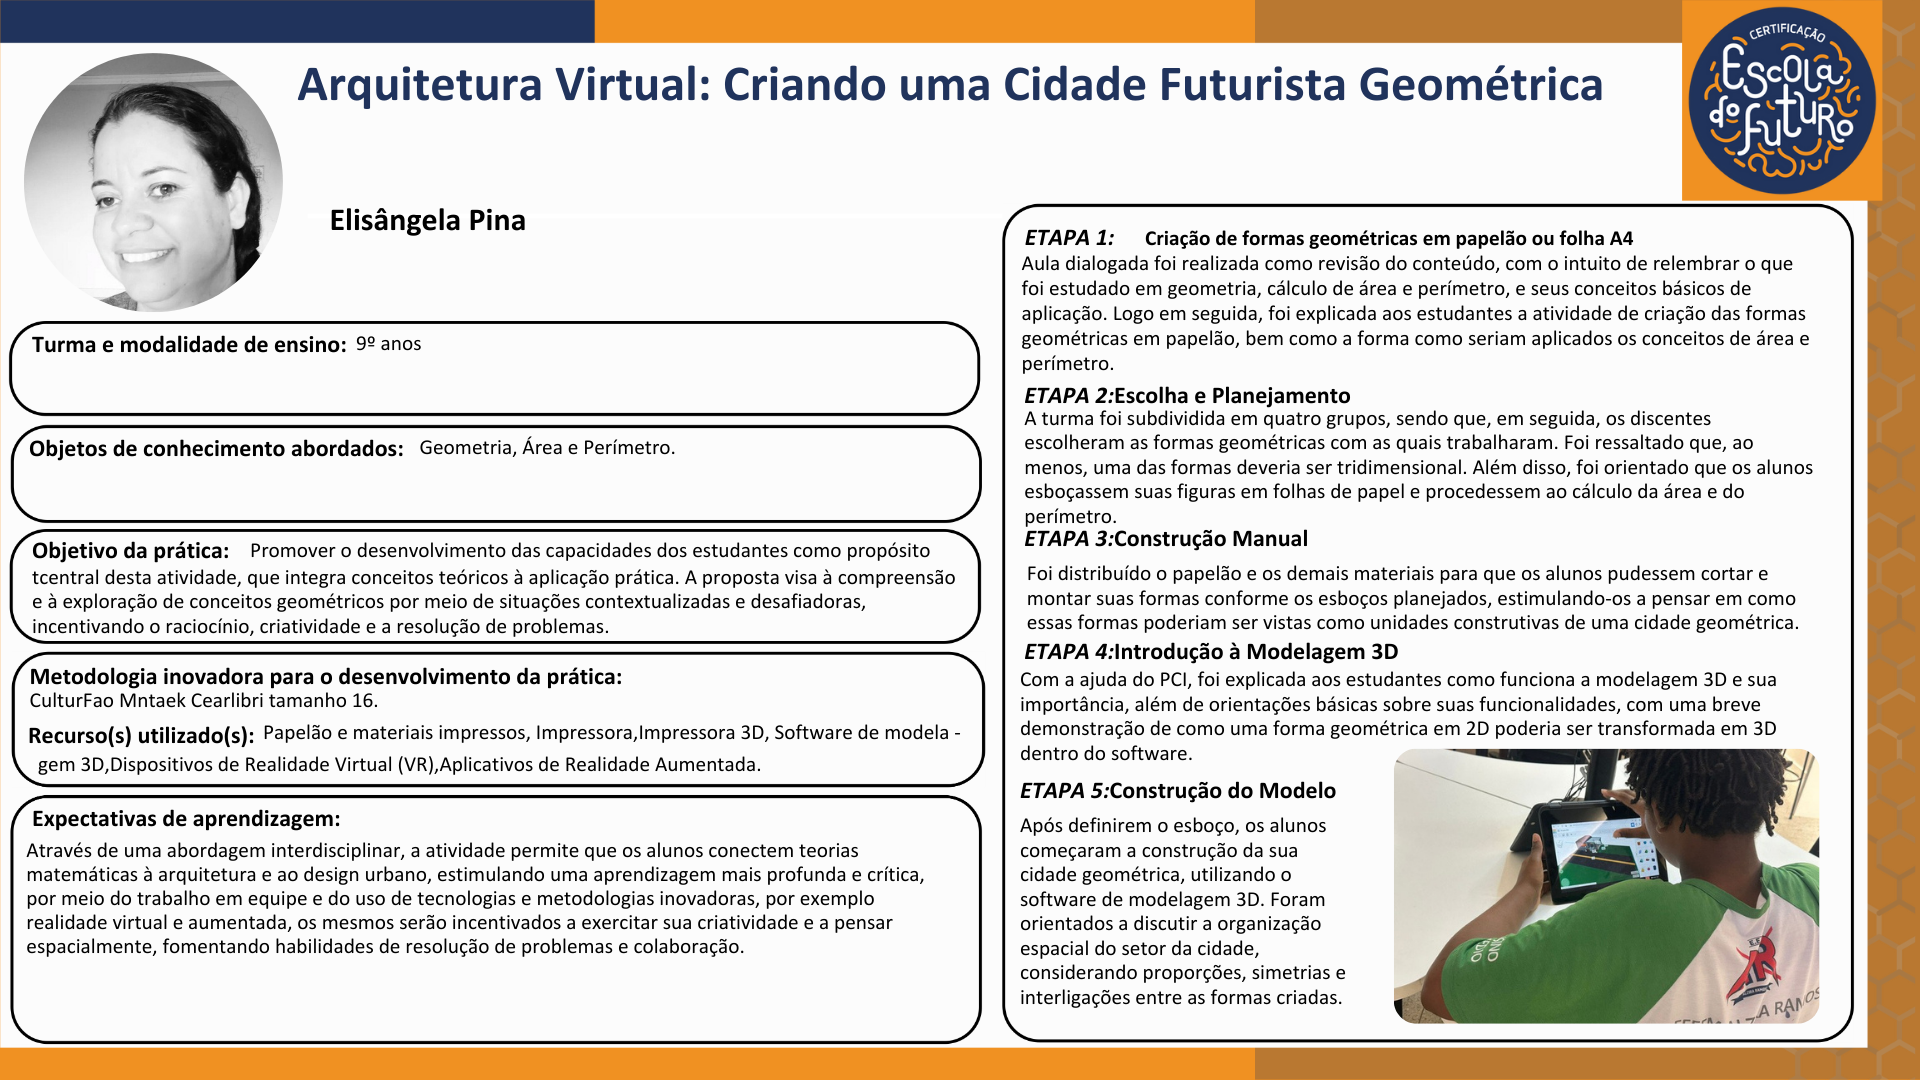 CERTIFICAÇÃO
Escola
do
futuro
Arquitetura Virtual: Criando uma Cidade Futurista Geométrica
Elisângela Pina
Turma e modalidade de ensino: 9º anos
Objetos de conhecimento abordados: Geometria, Área e Perímetro.
Objetivo da prática: Promover o desenvolvimento das capacidades dos estudantes como propósito
tcentral desta atividade, que integra conceitos teóricos à aplicação prática. A proposta visa à compreensão
e à exploração de conceitos geométricos por meio de situações contextualizadas e desafiadoras,
incentivando o raciocínio, criatividade e a resolução de problemas.
Metodologia inovadora para o desenvolvimento da prática:
CulturFao Mntaek Cearlibri tamanho 16.
Recurso(s) utilizado(s): Papelão e materiais impressos, Impressora,Impressora 3D, Software de modela -
gem 3D,Dispositivos de Realidade Virtual (VR),Aplicativos de Realidade Aumentada.
Expectativas de aprendizagem:
Através de uma abordagem interdisciplinar, a atividade permite que os alunos conectem teorias
matemáticas à arquitetura e ao design urbano, estimulando uma aprendizagem mais profunda e crítica,
por meio do trabalho em equipe e do uso de tecnologias e metodologias inovadoras, por exemplo
realidade virtual e aumentada, os mesmos serão incentivados a exercitar sua criatividade e a pensar
espacialmente, fomentando habilidades de resolução de problemas e colaboração.
ETAPA 1: Criação de formas geométricas em papelão ou folha A4
Aula dialogada foi realizada como revisão do conteúdo, com o intuito de relembrar o que
foi estudado em geometria, cálculo de área e perímetro, e seus conceitos básicos de
aplicação. Logo em seguida, foi explicada aos estudantes a atividade de criação das formas
geométricas em papelão, bem como a forma como seriam aplicados os conceitos de área e
perímetro.
ETAPA 2:Escolha e Planejamento
A turma foi subdividida em quatro grupos, sendo que, em seguida, os discentes
escolheram as formas geométricas com as quais trabalharam. Foi ressaltado que, ao
menos, uma das formas deveria ser tridimensional. Além disso, foi orientado que os alunos
esboçassem suas figuras em folhas de papel e procedessem ao cálculo da área e do
perímetro.
ETAPA 3:Construção Manual
Foi distribuído o papelão e os demais materiais para que os alunos pudessem cortar e
montar suas formas conforme os esboços planejados, estimulando-os a pensar em como
essas formas poderiam ser vistas como unidades construtivas de uma cidade geométrica.
ETAPA 4:Introdução à Modelagem 3D
Com a ajuda do PCI, foi explicada aos estudantes como funciona a modelagem 3D e sua
importância, além de orientações básicas sobre suas funcionalidades, com uma breve
demonstração de como uma forma geométrica em 2D poderia ser transformada em 3D
dentro do software.
ETAPA 5:Construção do Modelo
Após definirem o esboço, os alunos
começaram a construção da sua
cidade geométrica, utilizando o
software de modelagem 3D. Foram
orientados a discutir a organização
espacial do setor da cidade,
considerando proporções, simetrias e
interligações entre as formas criadas.